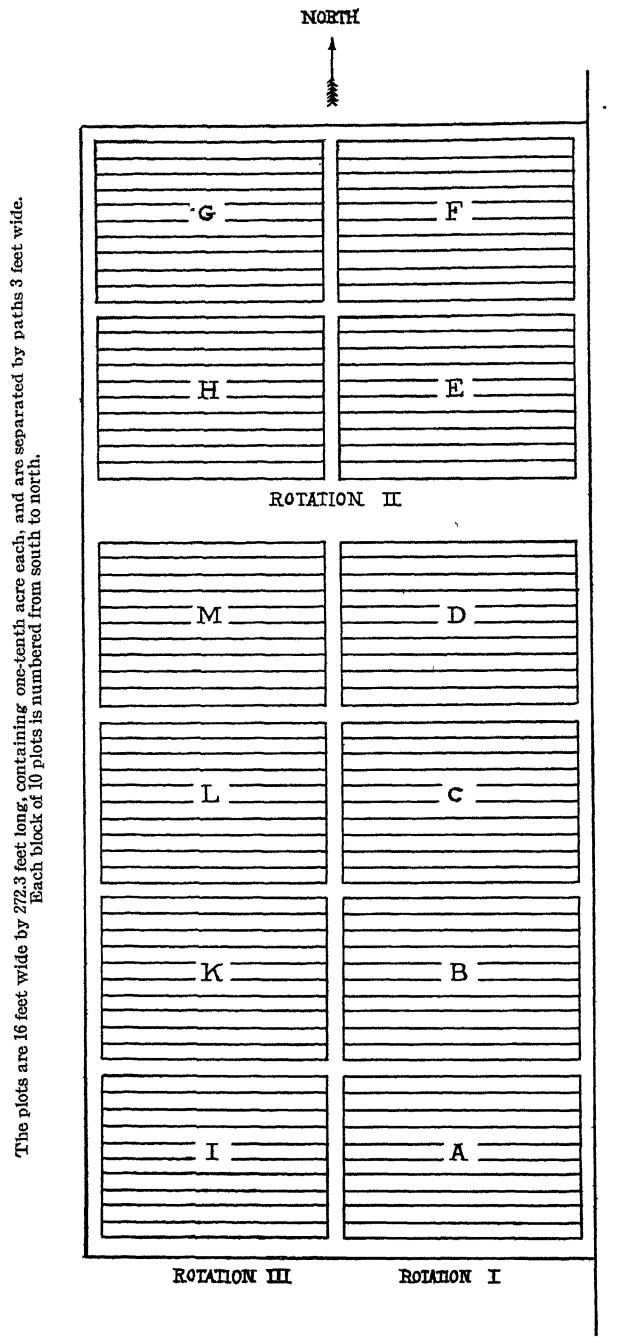 NORTH
The plots are 16 feet wide by 272.3 feet long, containing one-tenth acre each, and are separated by paths 3 feet wide.
Each block of 10 plots is numbered from south to north.
G
F
H
E
ROTATION II
M
D
L
C
K
B
I
A
ROTATION III
ROTATION I